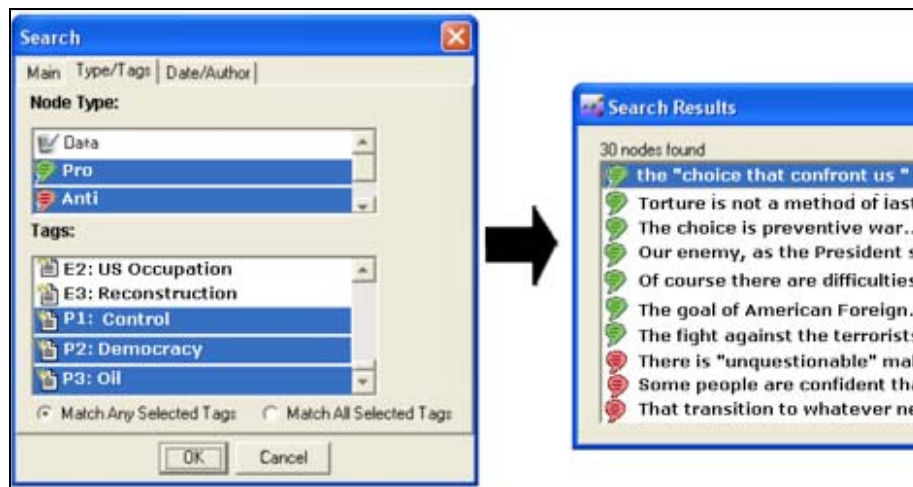 Search
Main Type/Tags Date/Author
Node Type:
Data
Pro
Anti
Tags:
E2: US Occupation
E3: Reconstruction
P1: Control
P2: Democracy
P3: Oil
Match Any Selected Tags Match All Selected Tags
OK Cancel
Search Results
30 nodes found
the "choice that confront us "
Torture is not a method of
The choice is preventive war..
Our enemy, as the President
Of course there are difficulties
The goal of American Foreign.
The fight against the terrorists
There is "unquestionable"
Some people are confident
That transition to whatever